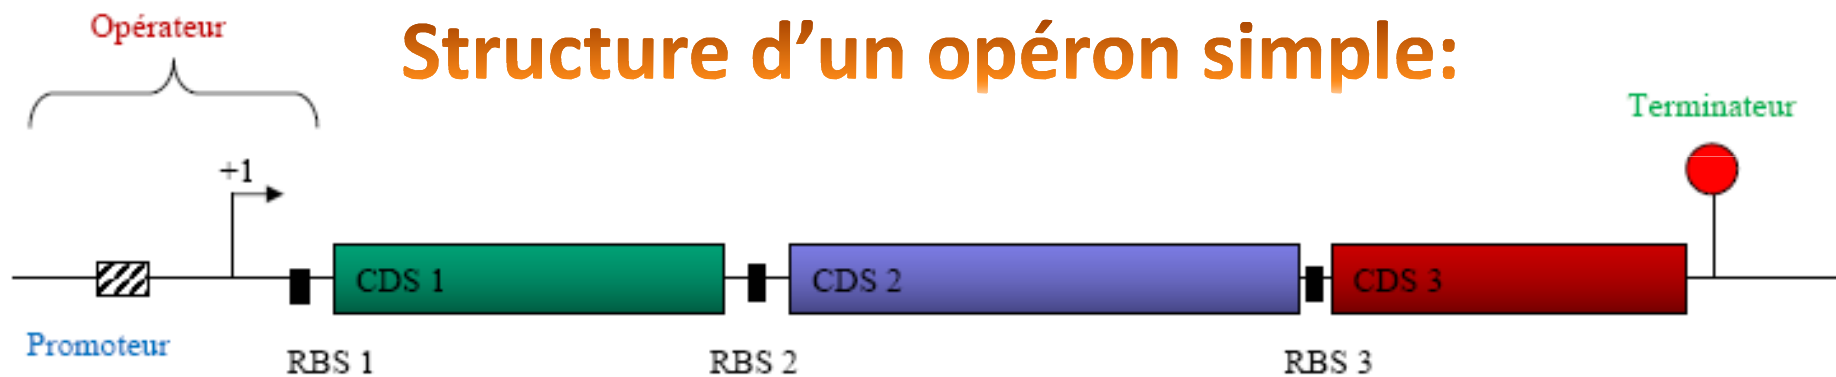 Opérateur
Structure d’un opéron simple:
Terminateur
+1
CDS 1
CDS 2
CDS 3
Promoteur
RBS 1
RBS 2
RBS 3